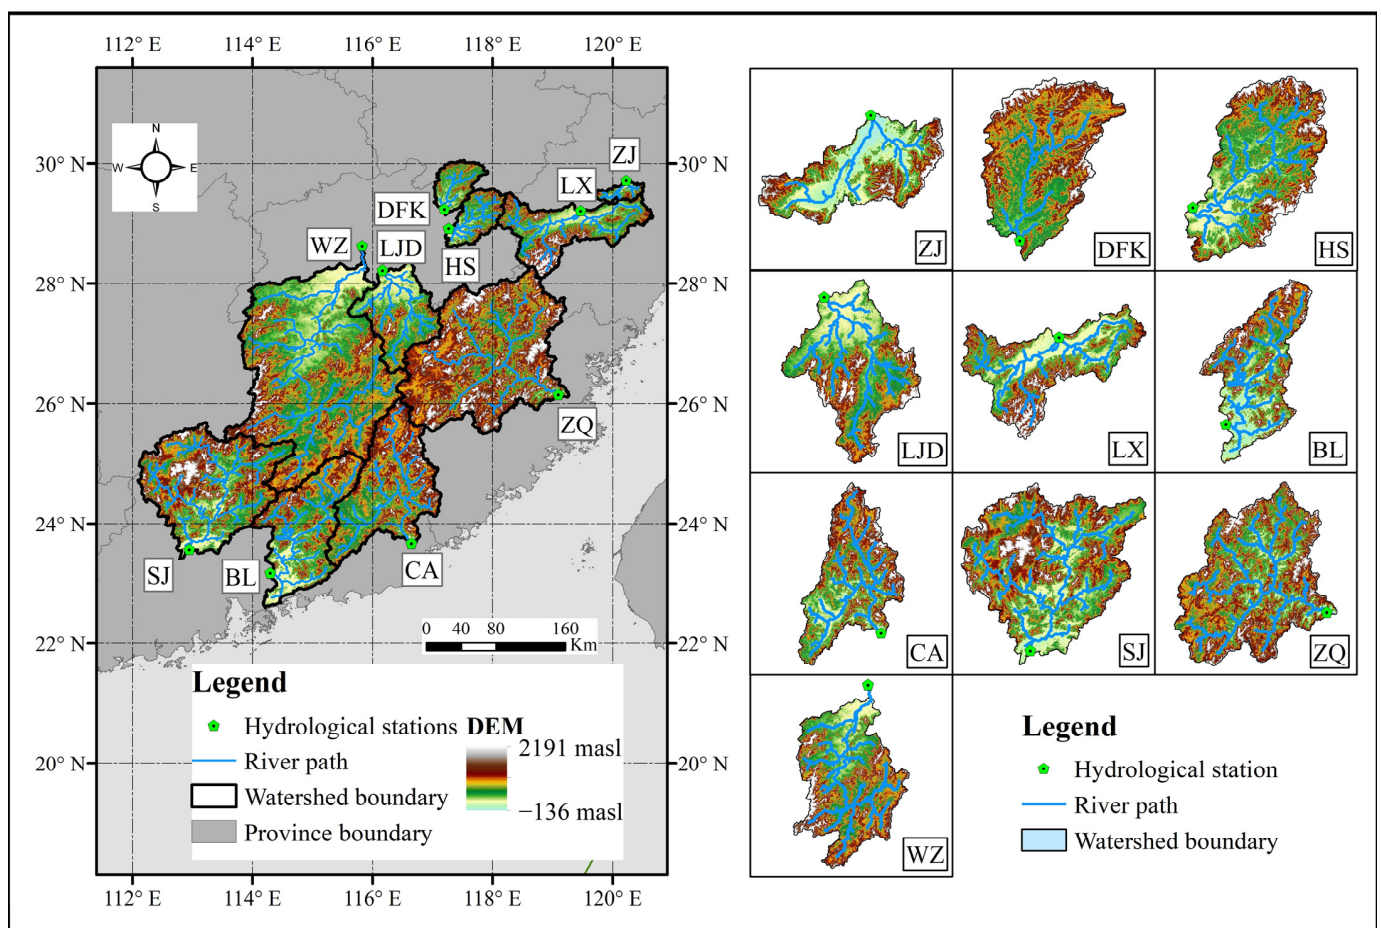 112° E 114° E 116° E 118° E 120° E
N
W E
S
30° N 30° N
28° N 28° N
26° N 26° N
24° N 24° N
22° N 22° N
20° N 20° N
ZJ
LX
DFK
WZ LJD
HS
ZQ
SJ BL CA
0 40 80 160
Km
Legend
Hydrological stations
River path
Watershed boundary
Province boundary
DEM
2191 masl
−136 masl
112° E 114° E 116° E 118° E 120° E
ZJ DFK HS
LJD LX BL
CA SJ ZQ
WZ
Legend
Hydrological station
River path
Watershed boundary